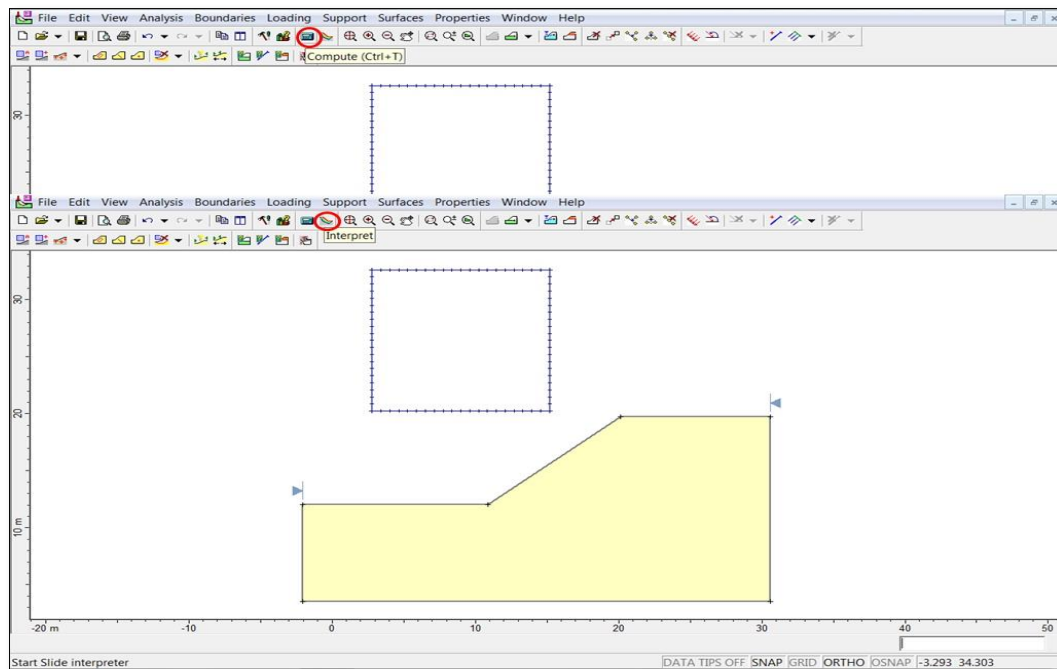 File Edit View Analysis Boundaries Loading Support Surfaces Properties Window Help
Compute (Ctrl+T)
30
File Edit View Analysis Boundaries Loading Support Surfaces Properties Window Help
Interpret
30
20
10 m
-20 m -10 0 10 20 30 40 50
Start Slide interpreter DATA TIPS OFF SNAP GRID ORTHO OSNAP -3.293 34.303